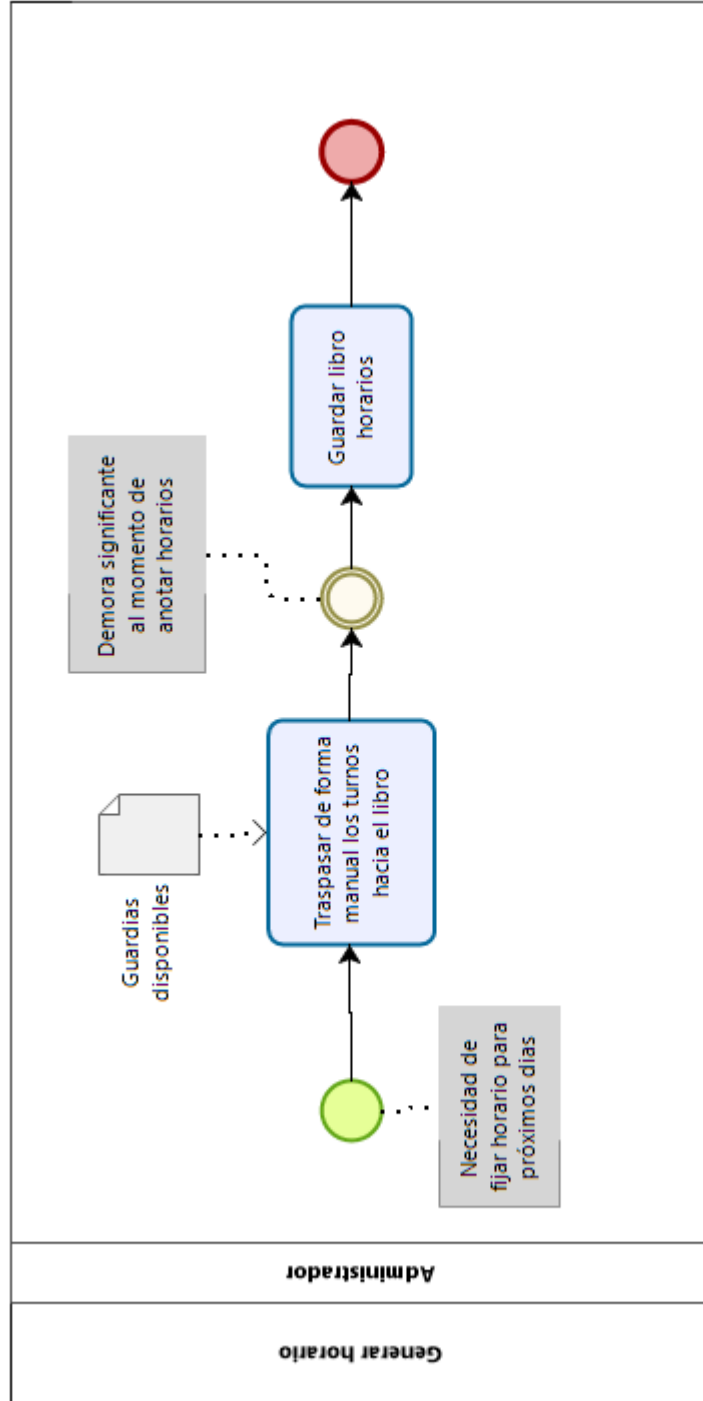 Generar horario
Administrador
Necesidad de
fijar horario para
próximos dias
Guardias
disponibles
Traspasar de forma
manual los turnos
hacia el libro
Demora significante
al momento de
anotar horarios
Guardar libro
horarios